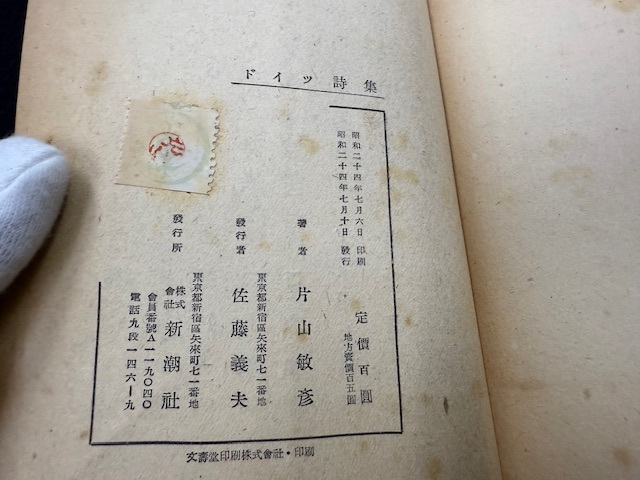 ドイツ詩集
昭和二十四年七月六日 印刷
昭和二十四年七月十日 發行
定價百圓
地方賣價百五圓
著者 片山敏彦
東京都新宿區矢來町七一番地
發行者 佐藤義夫
東京都新宿區矢來町七一番地
發行所 株式會社 新潮社
會員番號A一一九〇四〇
電話九段一四六—九
文壽堂印刷株式會社・印刷